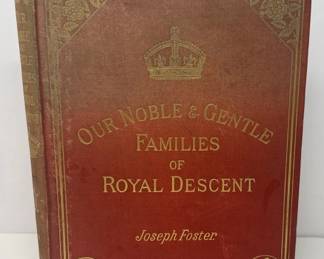 OUR NOBLE & GENTLE
FAMILIES
OF
ROYAL DESCENT
Joseph Foster